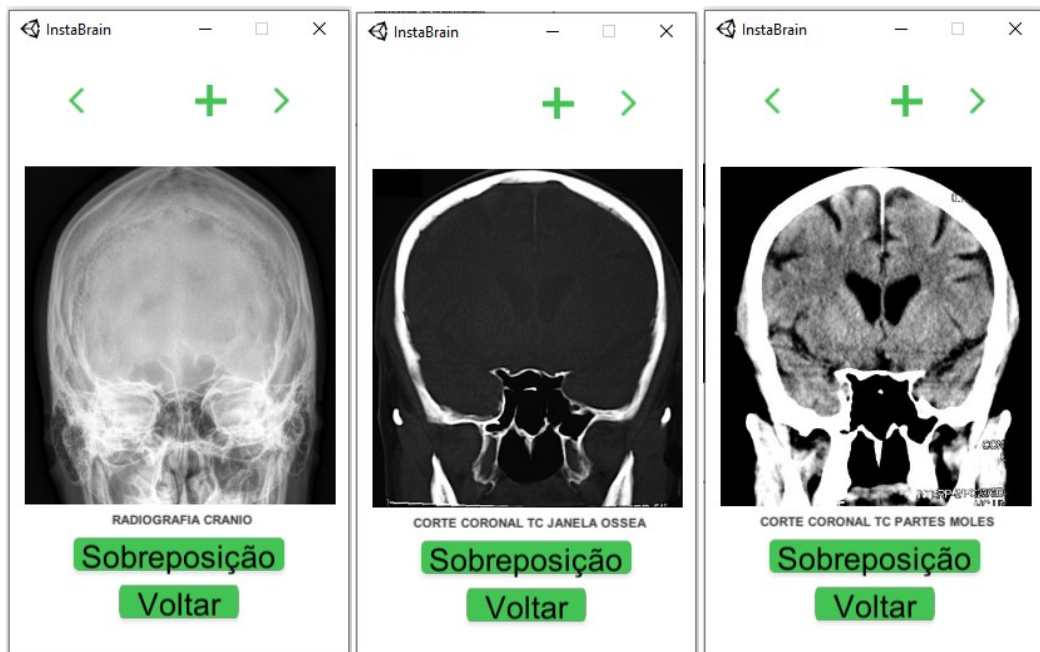 InstaBrain
RADIOGRAFIA CRANIO
Sobreposição
Voltar
InstaBrain
CORTE CORONAL TC JANELA OSSEA
Sobreposição
Voltar
InstaBrain
CORTE CORONAL TC PARTES MOLES
Sobreposição
Voltar